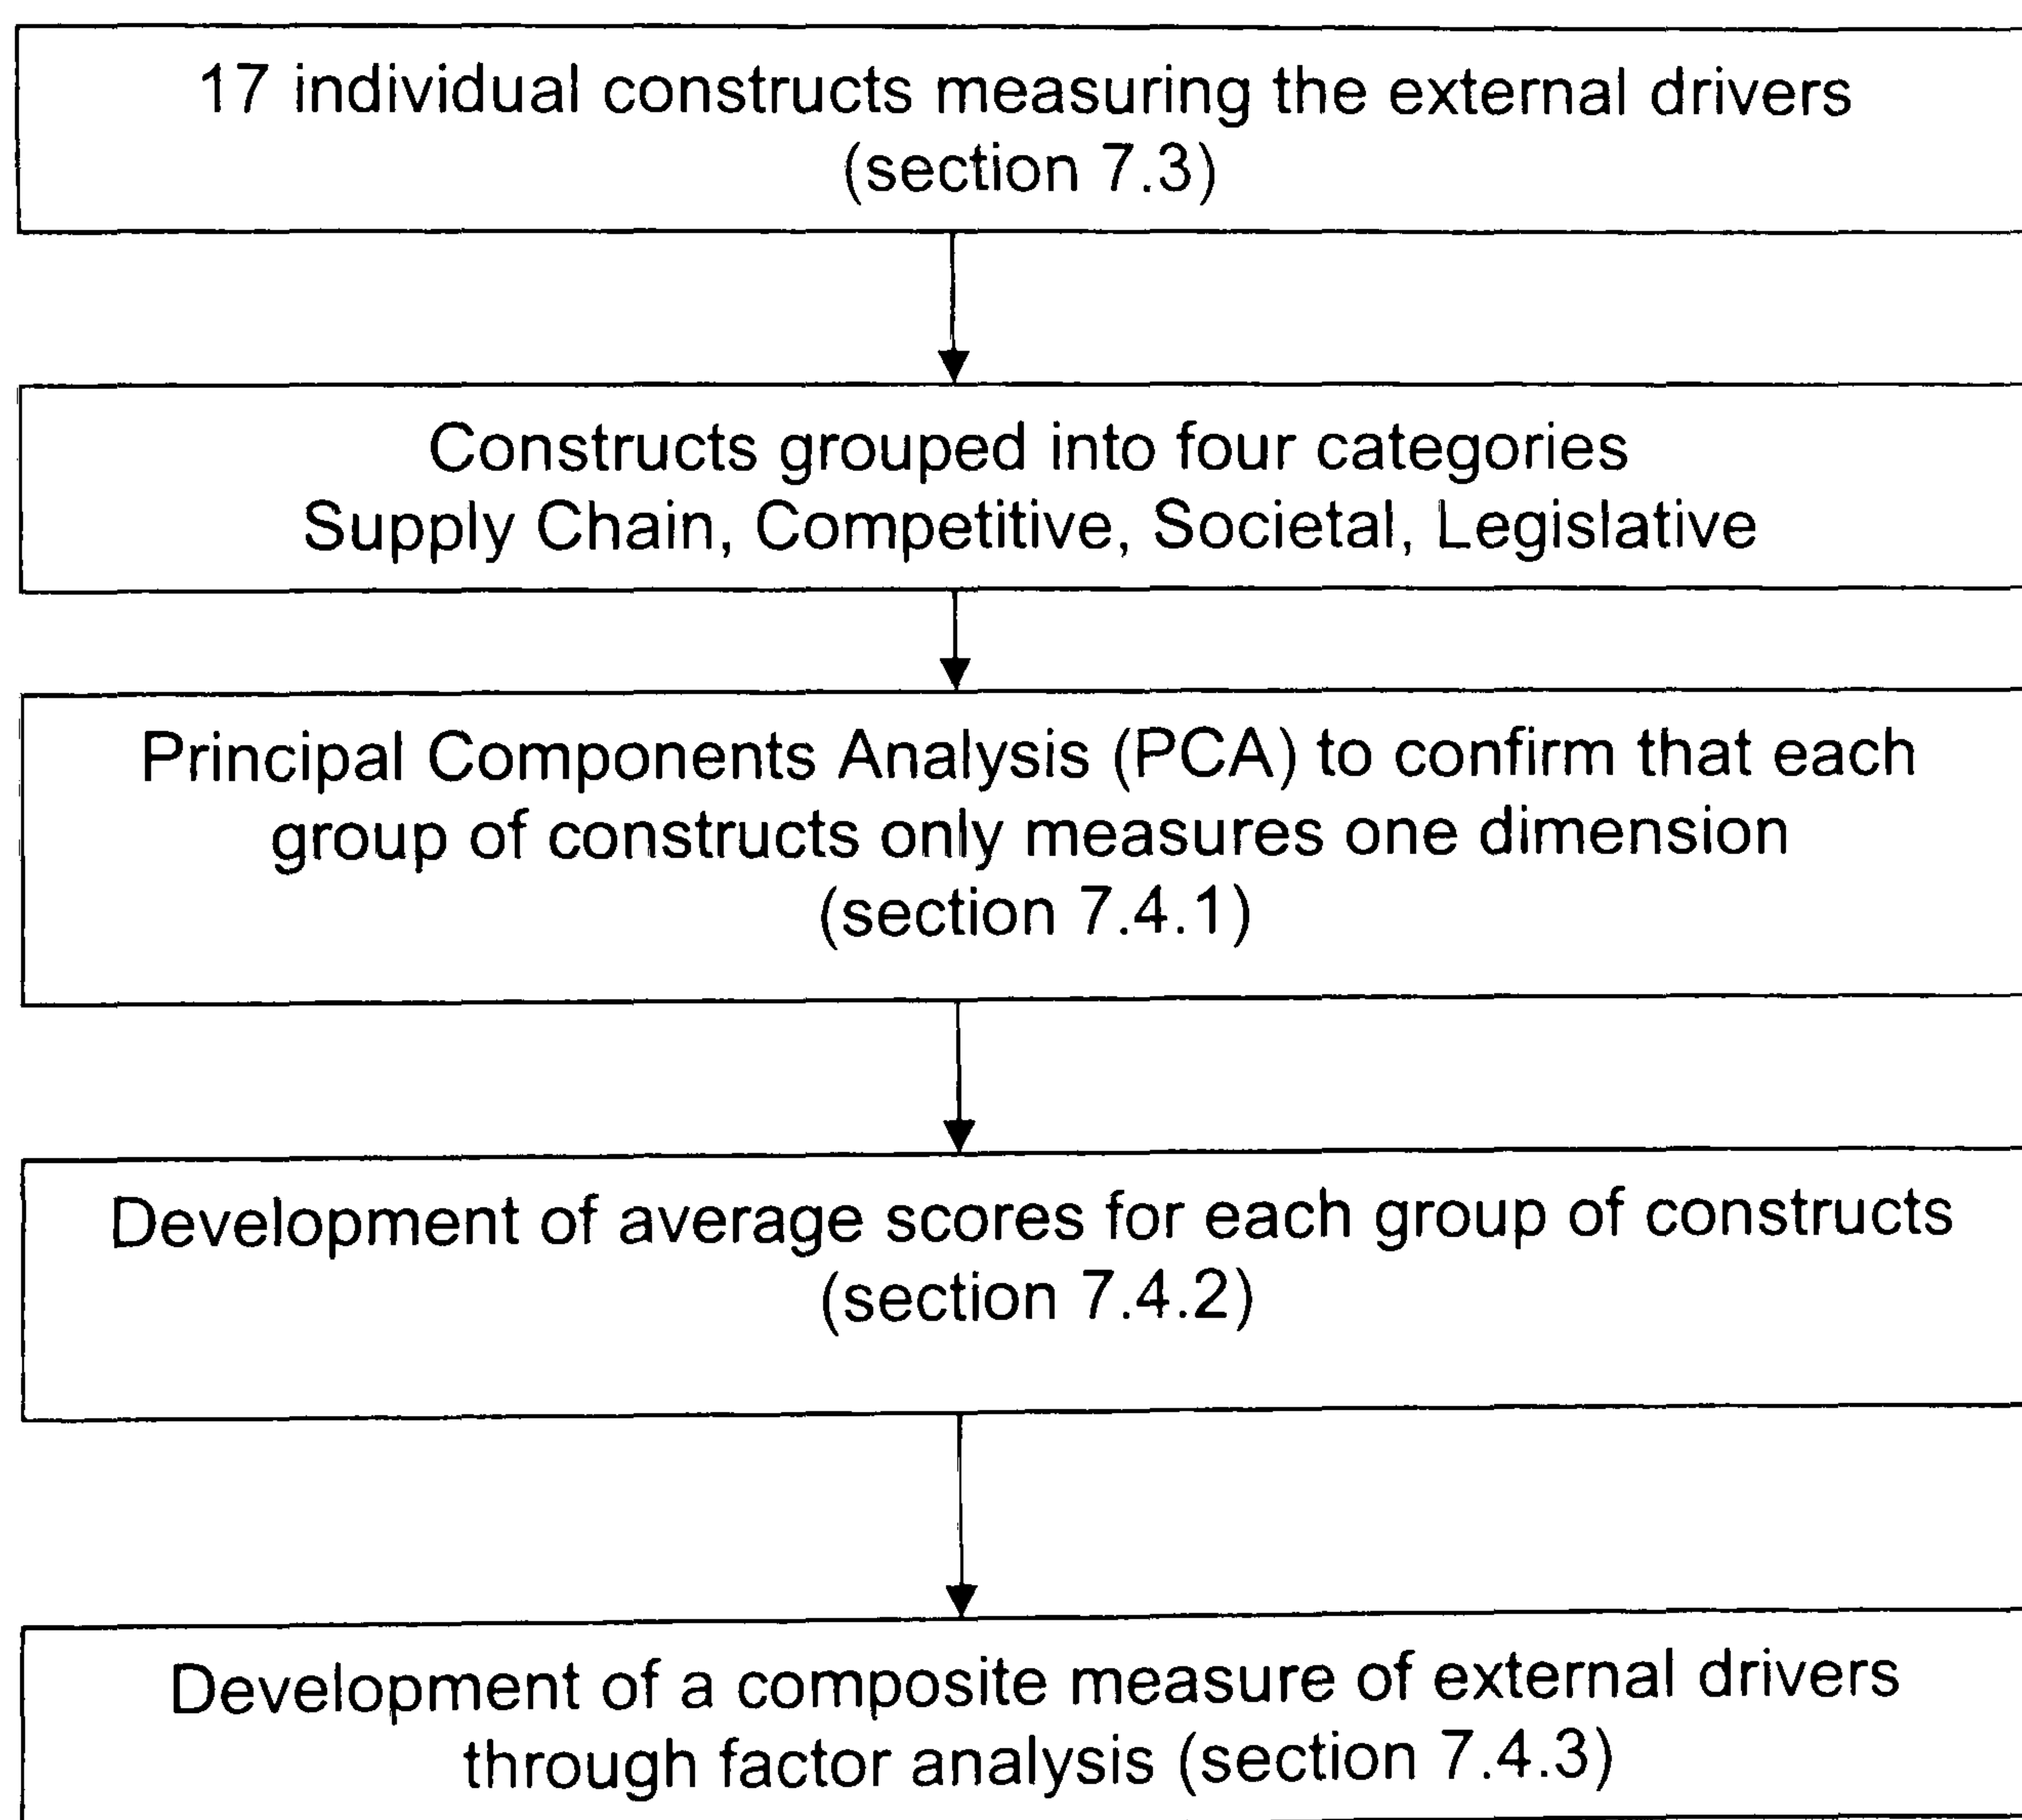 17 individual constructs measuring the external drivers
(section 7.3)
Constructs grouped into four categories
Supply Chain, Competitive, Societal, Legislative
Principal Components Analysis (PCA) to confirm that each
group of constructs only measures one dimension
(section 7.4.1)
Development of average scores for each group of constructs
(section 7.4.2)
Development of a composite measure of external drivers
through factor analysis (section 7.4.3)